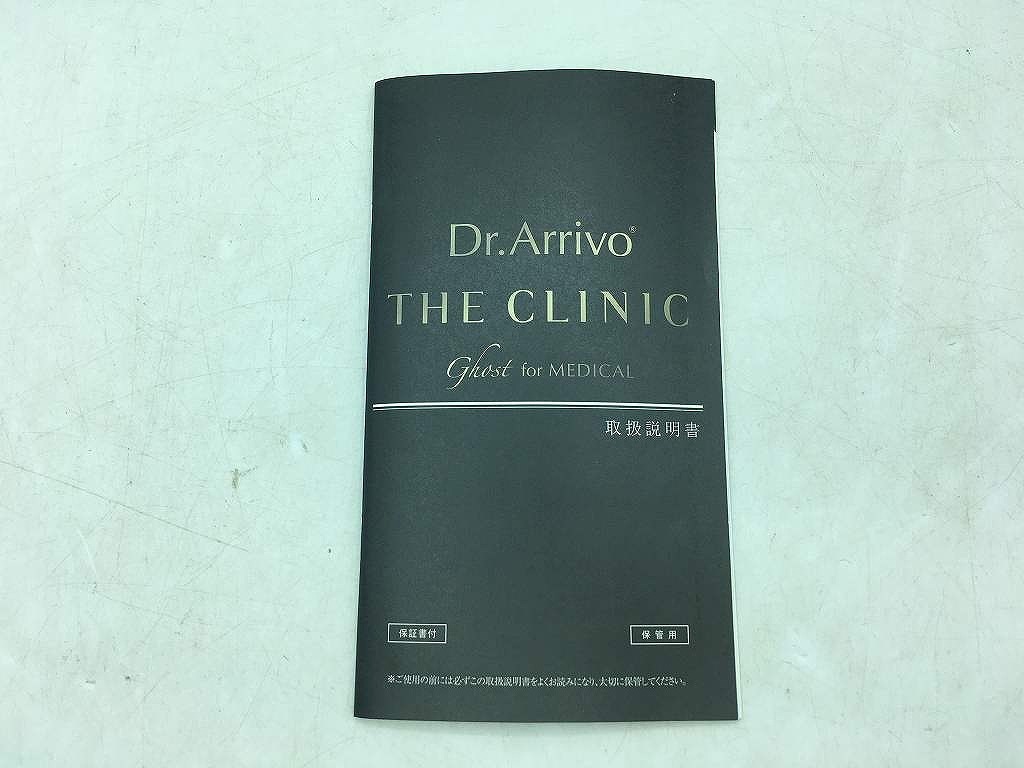 Dr.Arrivo®
THE CLINIC
Ghost for MEDICAL
取扱説明書
保証書付
保管用
※ご使用の前には必ずこの取扱説明書をよくお読みになり、大切に保管してください。